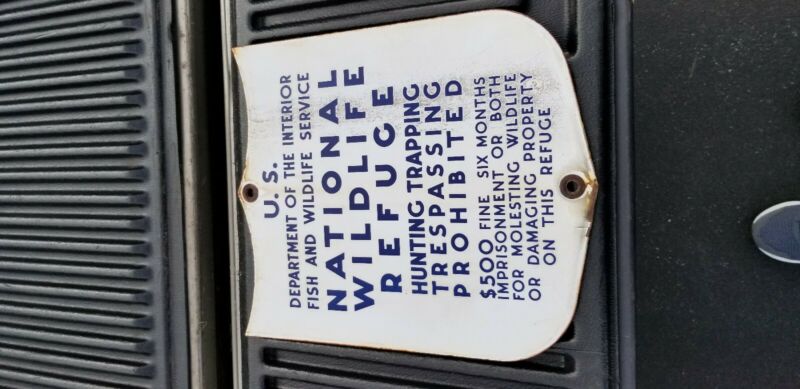 U.S.
DEPARTMENT OF THE INTERIOR
FISH AND WILDLIFE SERVICE
NATIONAL
WILDLIFE
REFUGE
HUNTING TRAPPING
TRESPASSING
PROHIBITED
$500 FINE SIX MONTHS
IMPRISONMENT OR BOTH
FOR MOLESTING WILDLIFE
OR DAMAGING PROPERTY
ON THIS REFUGE